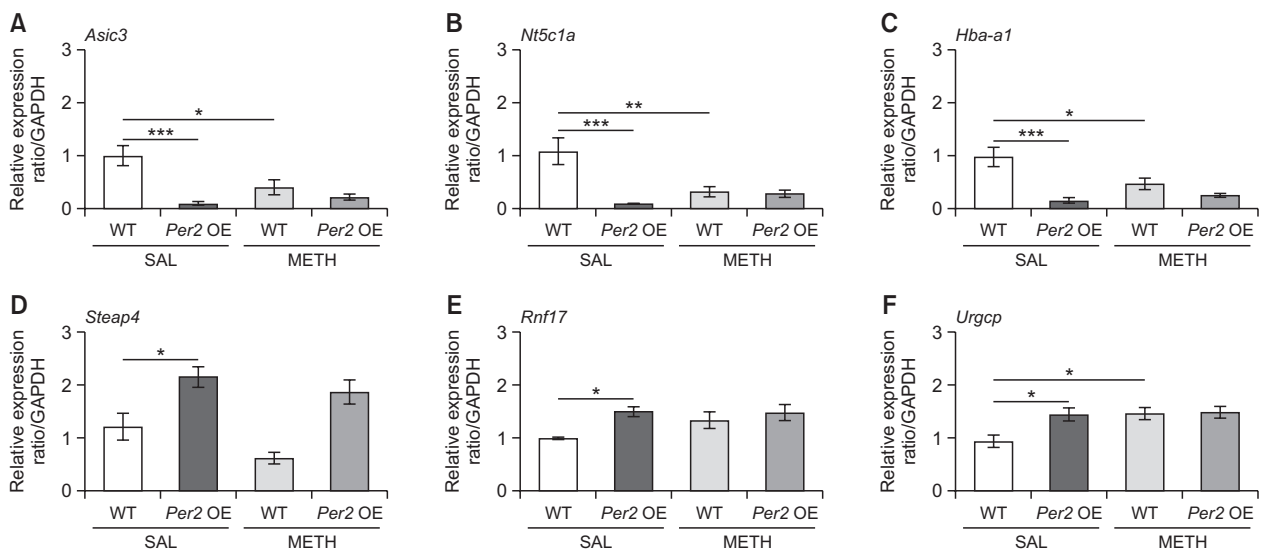 A
Asic3
Relative expression
ratio/GAPDH
3
2
1
0
*
***
WT Per2 OE WT Per2 OE
SAL METH
B
Nt5c1a
Relative expression
ratio/GAPDH
3
2
1
0
**
***
WT Per2 OE WT Per2 OE
SAL METH
C
Hba-a1
Relative expression
ratio/GAPDH
3
2
1
0
*
***
WT Per2 OE WT Per2 OE
SAL METH
D
Steap4
Relative expression
ratio/GAPDH
3
2
1
0
*
WT Per2 OE WT Per2 OE
SAL METH
E
Rnf17
Relative expression
ratio/GAPDH
3
2
1
0
*
WT Per2 OE WT Per2 OE
SAL METH
F
Urgcp
Relative expression
ratio/GAPDH
3
2
1
0
*
*
WT Per2 OE WT Per2 OE
SAL METH